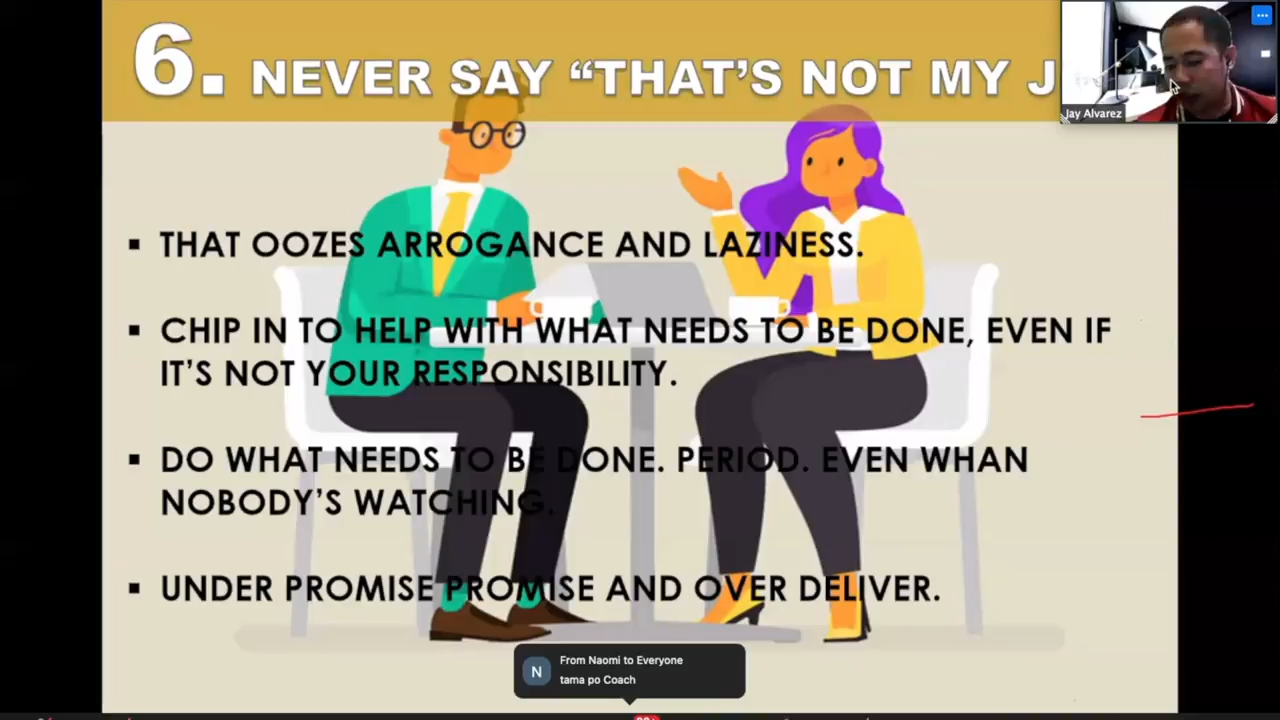 6. NEVER SAY “THAT’S NOT MY J
Jay Alvarez
▪ THAT OOZES ARROGANCE AND LAZINESS.
▪ CHIP IN TO HELP WITH WHAT NEEDS TO BE DONE, EVEN IF
IT’S NOT YOUR RESPONSIBILITY.
▪ DO WHAT NEEDS TO BE DONE. PERIOD. EVEN WHAN
NOBODY’S WATCHING.
▪ UNDER PROMISE PROMISE AND OVER DELIVER.
N
From Naomi to Everyone
tama po Coach